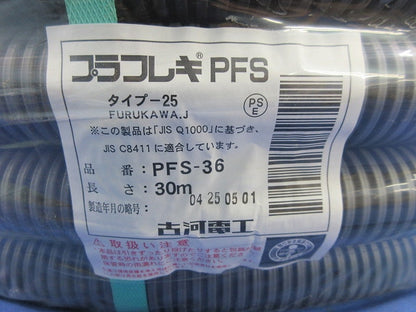 プラフレキ® PFS
タイプ-25
FURUKAWA.J
PS
E
※この製品は「JIS Q1000」に基づき、
JIS C8411 に適合しています。
品 番 : PFS-36
長 さ : 30m
製造年月の略号 : 04 25 05 01
古河電工
⚠取扱い注意